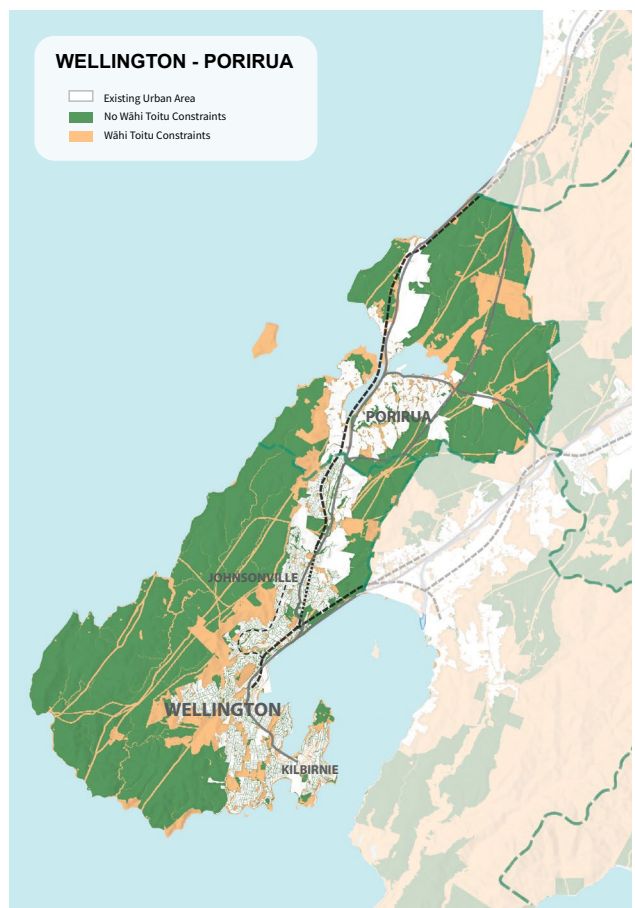 WELLINGTON - PORIRUA
Existing Urban Area
No Wāhi Toitu Constraints
Wāhi Toitu Constraints
PORIRUA
JOHNSONVILLE
WELLINGTON
KILBIRNIE